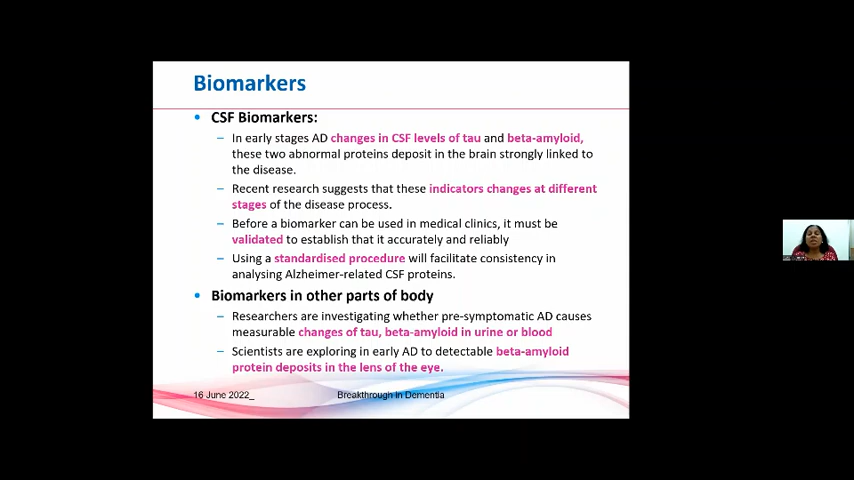 Biomarkers
• CSF Biomarkers:
– In early stages AD changes in CSF levels of tau and beta-amyloid,
these two abnormal proteins deposit in the brain strongly linked to
the disease.
– Recent research suggests that these indicators changes at different
stages of the disease process.
– Before a biomarker can be used in medical clinics, it must be
validated to establish that it accurately and reliably
– Using a standardised procedure will facilitate consistency in
analysing Alzheimer-related CSF proteins.
• Biomarkers in other parts of body
– Researchers are investigating whether pre-symptomatic AD causes
measurable changes of tau, beta-amyloid in urine or blood
– Scientists are exploring in early AD to detectable beta-amyloid
protein deposits in the lens of the eye.
16 June 2022_
Breakthrough In Dementia